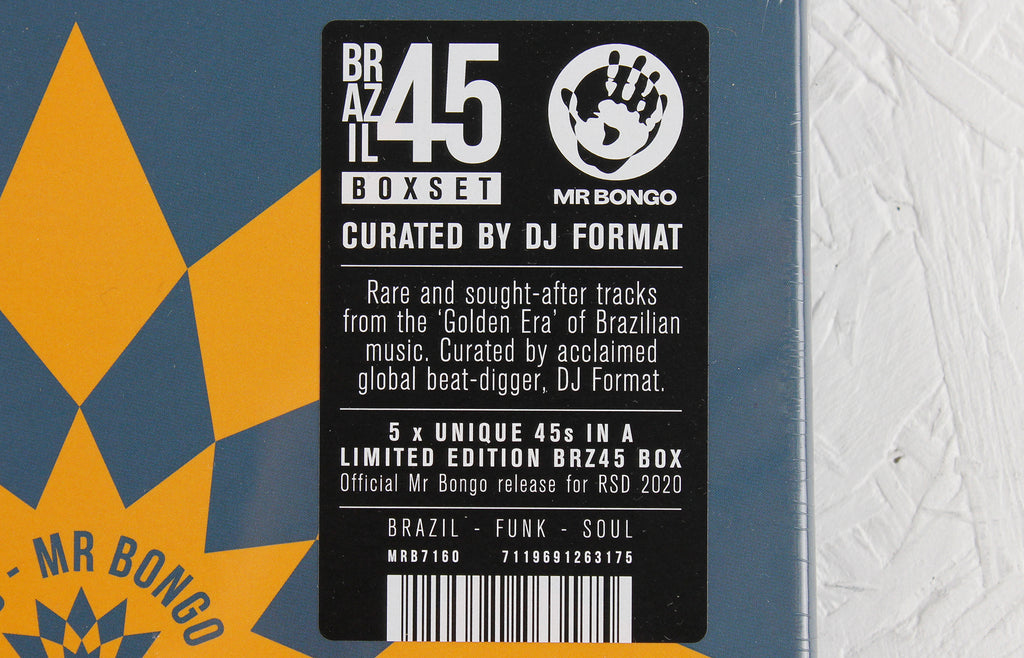 BR
AZ
IL
45
BOXSET
MR BONGO
CURATED BY DJ FORMAT
Rare and sought-after tracks
from the ‘Golden Era’ of Brazilian
music. Curated by acclaimed
global beat-digger, DJ Format.
5 x UNIQUE 45s IN A
LIMITED EDITION BRZ45 BOX
Official Mr Bongo release for RSD 2020
BRAZIL - FUNK - SOUL
MRB7160 7119691263175
- MR BONGO